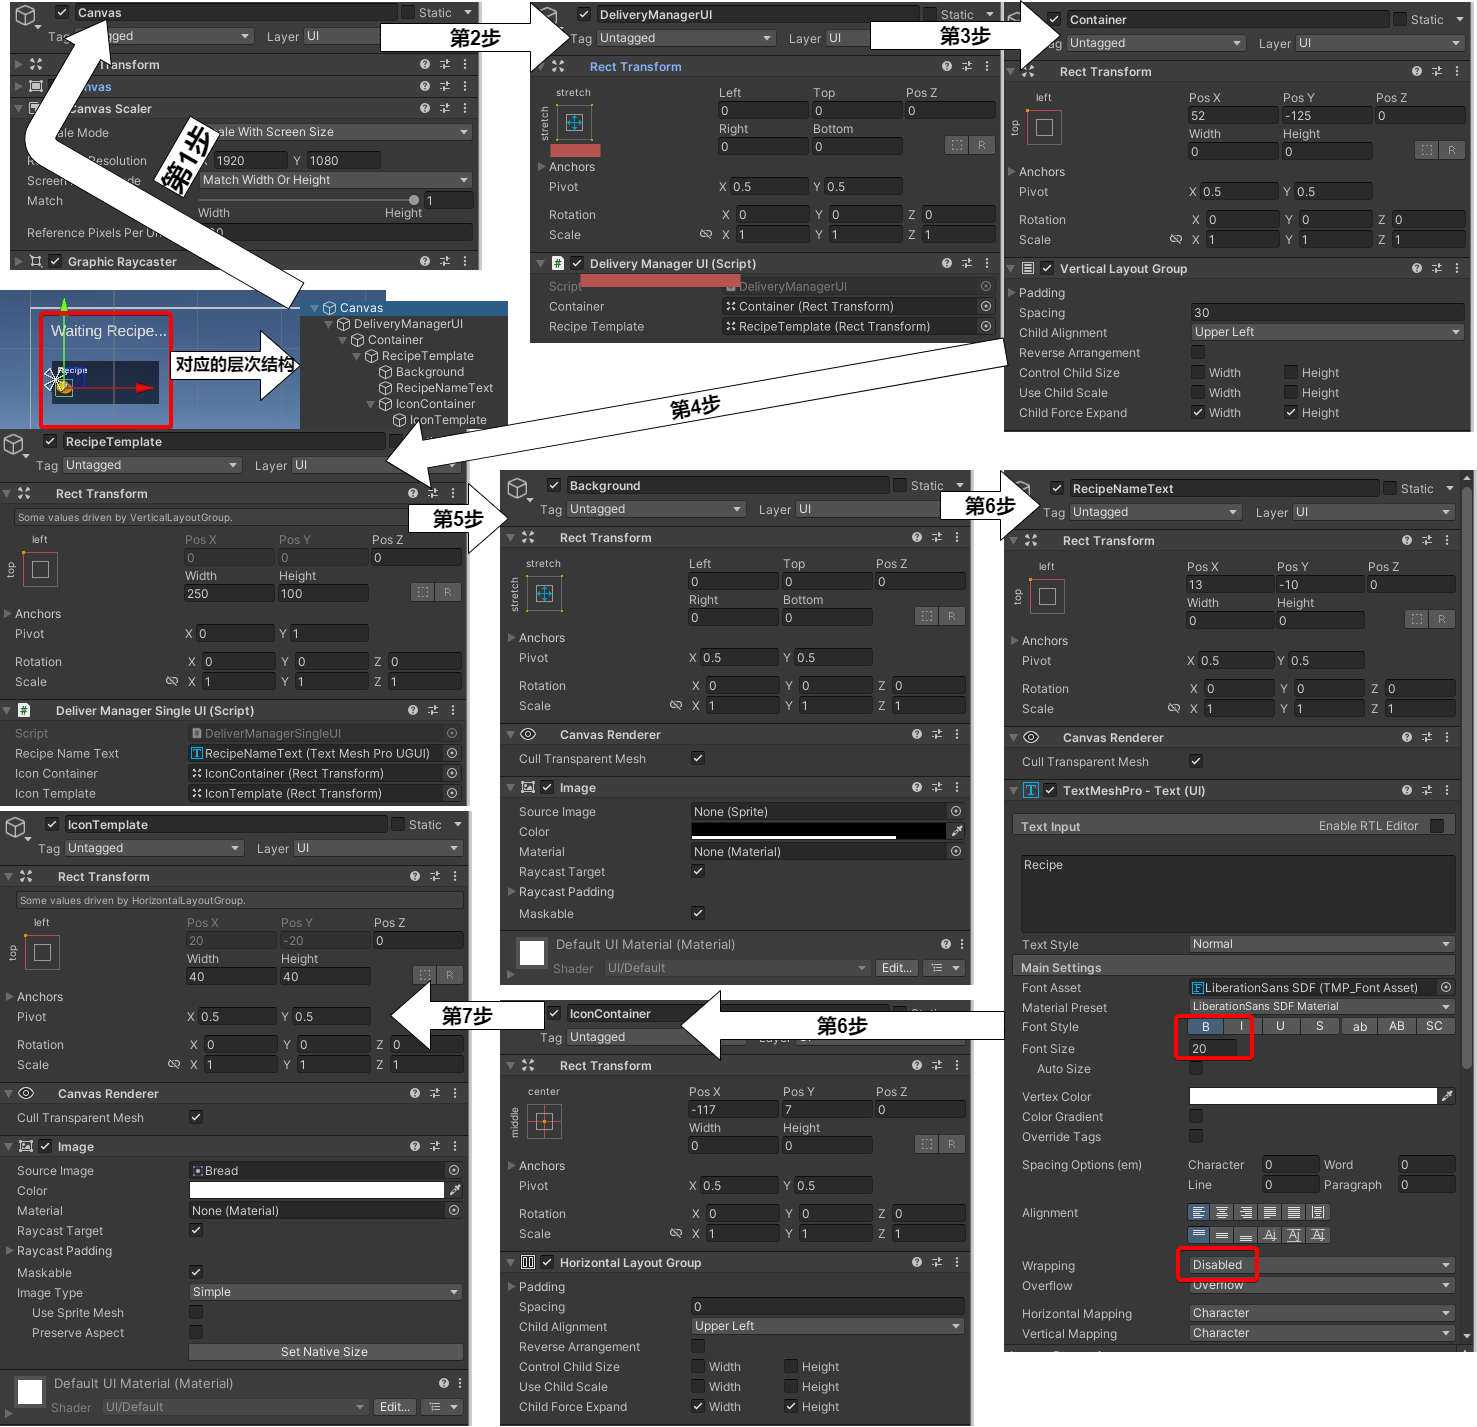 Canvas
Static
Tag
Untagged
Layer
UI
Transform
Canvas
Canvas Scaler
Scale With Screen Size
X 1920 Y 1080
Match Width Or Height
Match
1
Width Height
Reference Pixels Per
Graphic Raycaster
第1步
第2步
DeliveryManagerUI
Static
Tag Untagged Layer UI
Rect Transform
stretch
stretch
Left Top Pos Z
0 0 0
Right Bottom
0 0 R
Anchors
Pivot X 0.5 Y 0.5
Rotation X 0 Y 0 Z 0
Scale X 1 Y 1 Z 1
Delivery Manager UI (Script)
Script DeliveryManagerUI
Container Container (Rect Transform)
Recipe Template RecipeTemplate (Rect Transform)
第3步
Container
Static
Untagged Layer UI
Rect Transform
left
top
Pos X Pos Y Pos Z
52 -125 0
Width Height
0 0 R
Anchors
Pivot X 0.5 Y 0.5
Rotation X 0 Y 0 Z 0
Scale X 1 Y 1 Z 1
Vertical Layout Group
Padding
Spacing 30
Child Alignment Upper Left
Reverse Arrangement
Control Child Size Width Height
Use Child Scale Width Height
Child Force Expand Width Height
Waiting Recipe...
Recipe
对应的层次结构
Canvas
DeliveryManagerUI
Container
RecipeTemplate
Background
RecipeNameText
IconContainer
IconTemplate
第4步
RecipeTemplate
Tag Untagged Layer UI
Rect Transform
Some values driven by VerticalLayoutGroup.
left
top
Pos X Pos Y Pos Z
0 0 0
Width Height
250 100 R
Anchors
Pivot X 0 Y 1
Rotation X 0 Y 0 Z 0
Scale X 1 Y 1 Z 1
Deliver Manager Single UI (Script)
Script DeliverManagerSingleUI
Recipe Name Text RecipeNameText (Text Mesh Pro UGUI)
Icon Container IconContainer (Rect Transform)
Icon Template IconTemplate (Rect Transform)
第5步
Background
Static
Tag Untagged Layer UI
Rect Transform
stretch
stretch
Left Top Pos Z
0 0 0
Right Bottom
0 0 R
Anchors
Pivot X 0.5 Y 0.5
Rotation X 0 Y 0 Z 0
Scale X 1 Y 1 Z 1
Canvas Renderer
Cull Transparent Mesh
Image
Source Image None (Sprite)
Color
Material None (Material)
Raycast Target
Raycast Padding
Maskable
Default UI Material (Material)
Shader UI/Default Edit...
第6步
RecipeNameText
Static
Tag Untagged Layer UI
Rect Transform
left
top
Pos X Pos Y Pos Z
13 -10 0
Width Height
0 0 R
Anchors
Pivot X 0.5 Y 0.5
Rotation X 0 Y 0 Z 0
Scale X 1 Y 1 Z 1
Canvas Renderer
Cull Transparent Mesh
TextMeshPro - Text (UI)
Text Input Enable RTL Editor
Recipe
Text Style Normal
Main Settings
Font Asset LiberationSans SDF (TMP_Font Asset)
Material Preset LiberationSans SDF Material
Font Style B I U S ab AB SC
Font Size 20
Auto Size
Vertex Color
Color Gradient
Override Tags
Spacing Options (em) Character 0 Word 0
Line 0 Paragraph 0
Alignment
Wrapping Disabled
Overflow Overflow
Horizontal Mapping Character
Vertical Mapping Character
第6步
IconContainer
Tag Untagged
Rect Transform
center
middle
Pos X Pos Y Pos Z
-117 7 0
Width Height
0 0 R
Anchors
Pivot X 0.5 Y 0.5
Rotation X 0 Y 0 Z 0
Scale X 1 Y 1 Z 1
Horizontal Layout Group
Padding
Spacing 0
Child Alignment Upper Left
Reverse Arrangement
Control Child Size Width Height
Use Child Scale Width Height
Child Force Expand Width Height
第7步
IconTemplate
Static
Tag Untagged Layer UI
Rect Transform
Some values driven by HorizontalLayoutGroup.
left
top
Pos X Pos Y Pos Z
20 -20 0
Width Height
40 40 R
Anchors
Pivot X 0.5 Y 0.5
Rotation X 0 Y 0 Z 0
Scale X 1 Y 1 Z 1
Canvas Renderer
Cull Transparent Mesh
Image
Source Image Bread
Color
Material None (Material)
Raycast Target
Raycast Padding
Maskable
Image Type Simple
Use Sprite Mesh
Preserve Aspect
Set Native Size
Default UI Material (Material)
Shader UI/Default Edit...